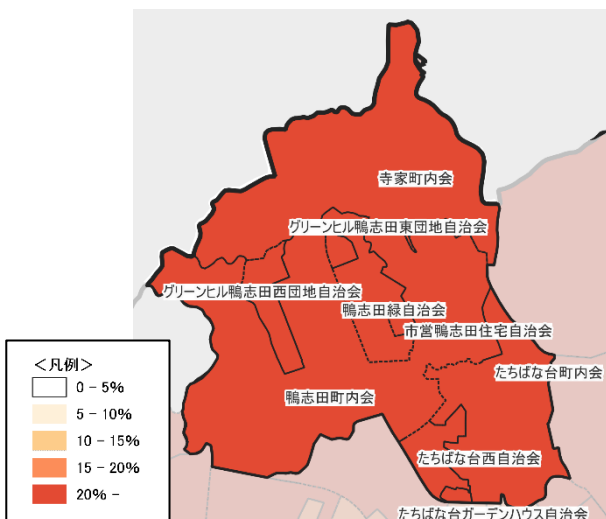 寺家町内会
グリーンヒル鴨志田東団地自治会
グリーンヒル鴨志田西団地自治会
鴨志田緑自治会
市営鴨志田住宅自治会
たちばな台町内会
鴨志田町内会
たちばな台西自治会
たちばな台ガーデンハウス自治会
＜凡例＞
0 - 5%
5 - 10%
10 - 15%
15 - 20%
20% -